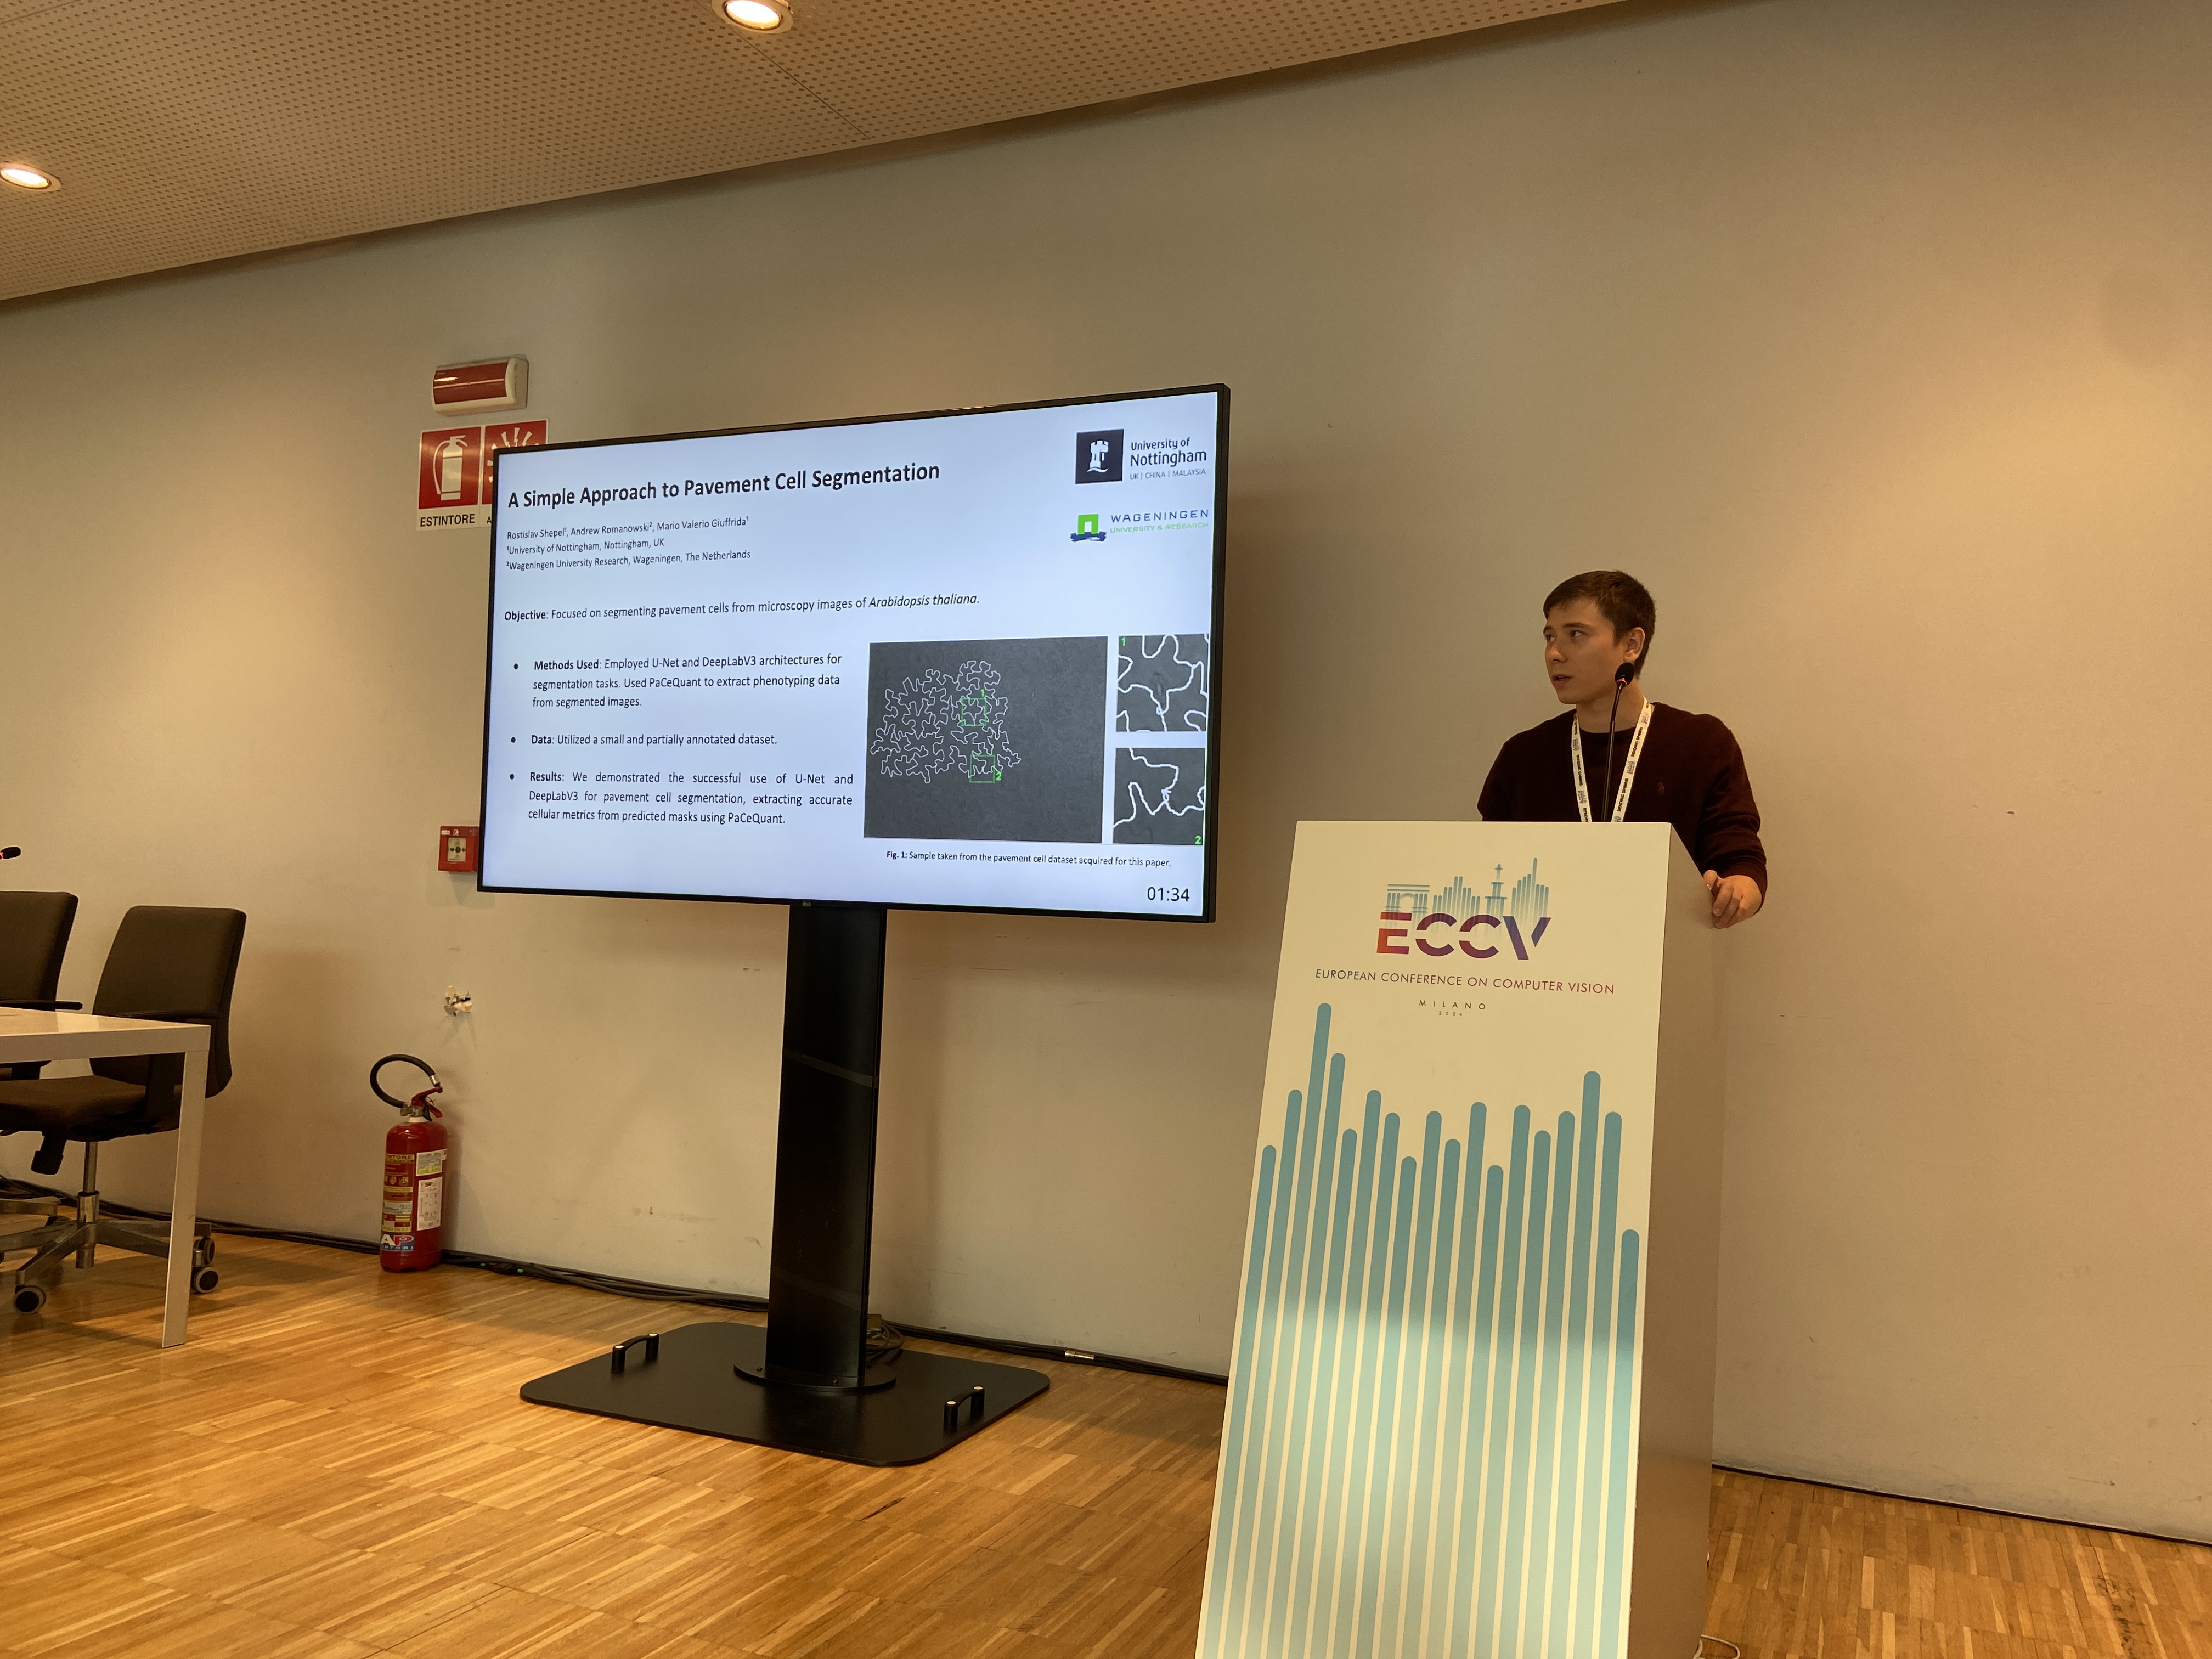 ESTINTORE
A Simple Approach to Pavement Cell Segmentation
Rostislav Shepel¹, Andrew Romanowski², Mario Valerio Giuffrida¹
¹University of Nottingham, Nottingham, UK
²Wageningen University Research, Wageningen, The Netherlands
University of
Nottingham
UK | CHINA | MALAYSIA
WAGENINGEN
UNIVERSITY & RESEARCH
Objective: Focused on segmenting pavement cells from microscopy images of Arabidopsis thaliana.
• Methods Used: Employed U-Net and DeepLabV3 architectures for
segmentation tasks. Used PaCeQuant to extract phenotyping data
from segmented images.
• Data: Utilized a small and partially annotated dataset.
• Results: We demonstrated the successful use of U-Net and
DeepLabV3 for pavement cell segmentation, extracting accurate
cellular metrics from predicted masks using PaCeQuant.
1
2
1
2
Fig. 1: Sample taken from the pavement cell dataset acquired for this paper.
01:34
ECCV
EUROPEAN CONFERENCE ON COMPUTER VISION
MILANO
2024